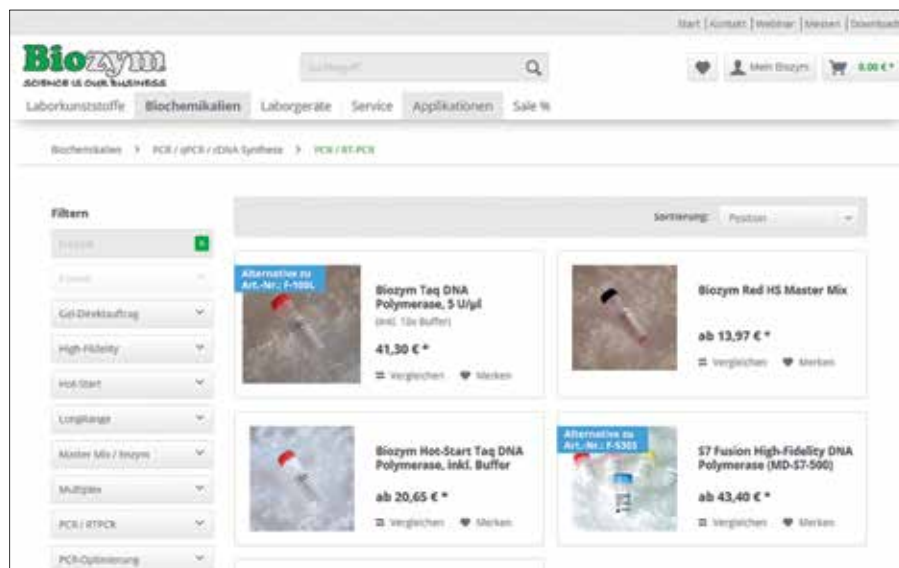 Start | Kontakt | Webinar | Messen | Downloads
Biozym
SCIENCE IS OUR BUSINESS
Suchbegriff...
Mein Biozym
0,00 € *
Laborkunststoffe Biochemikalien Laborgeräte Service Applikationen Sale %
Biochemikalien > PCR / qPCR / cDNA Synthese > PCR / RT-PCR
Filtern
Sortierung: Position
Gel-Direktauftrag
High-Fidelity
Hot-Start
LongRange
Master Mix / Enzym
Multiplex
PCR / RTPCR
PCR-Optimierung
Alternative zu
Art.-Nr.: F-100L
Biozym Taq DNA
Polymerase, 5 U/µl
(inkl. 10x Buffer)
41,30 € *
Vergleichen Merken
Biozym Red HS Master Mix
ab 13,97 € *
Vergleichen Merken
Biozym Hot-Start Taq DNA
Polymerase, inkl. Buffer
ab 20,65 € *
Vergleichen Merken
Alternative zu
Art.-Nr.: F-530S
S7 Fusion High-Fidelity DNA
Polymerase (MD-S7-500)
ab 43,40 € *
Vergleichen Merken